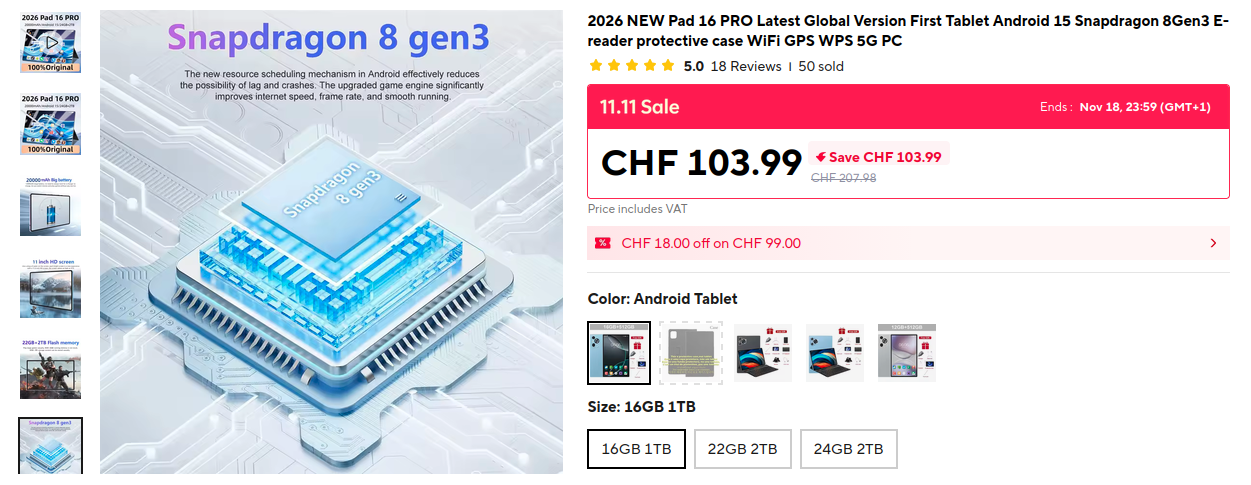 2026 Pad 16 PRO
100%Original
2026 Pad 16 PRO
100%Original
20000mAh Big battery
11 inch HD screen
22GB+2TB Flash memory
Snapdragon 8 gen3
Snapdragon 8 gen3
The new resource scheduling mechanism in Android effectively reduces
the possibility of lag and crashes. The upgraded game engine significantly
improves internet speed, frame rate, and smooth running.
Snapdragon
8 gen3
2026 NEW Pad 16 PRO Latest Global Version First Tablet Android 15 Snapdragon 8Gen3 E-
reader protective case WiFi GPS WPS 5G PC
5.0 18 Reviews I 50 sold
11.11 Sale
Ends : Nov 18, 23:59 (GMT+1)
CHF 103.99
Save CHF 103.99
CHF 207.98
Price includes VAT
CHF 18.00 off on CHF 99.00
Color: Android Tablet
16GB+512GB
12GB+512GB
Size: 16GB 1TB
16GB 1TB
22GB 2TB
24GB 2TB